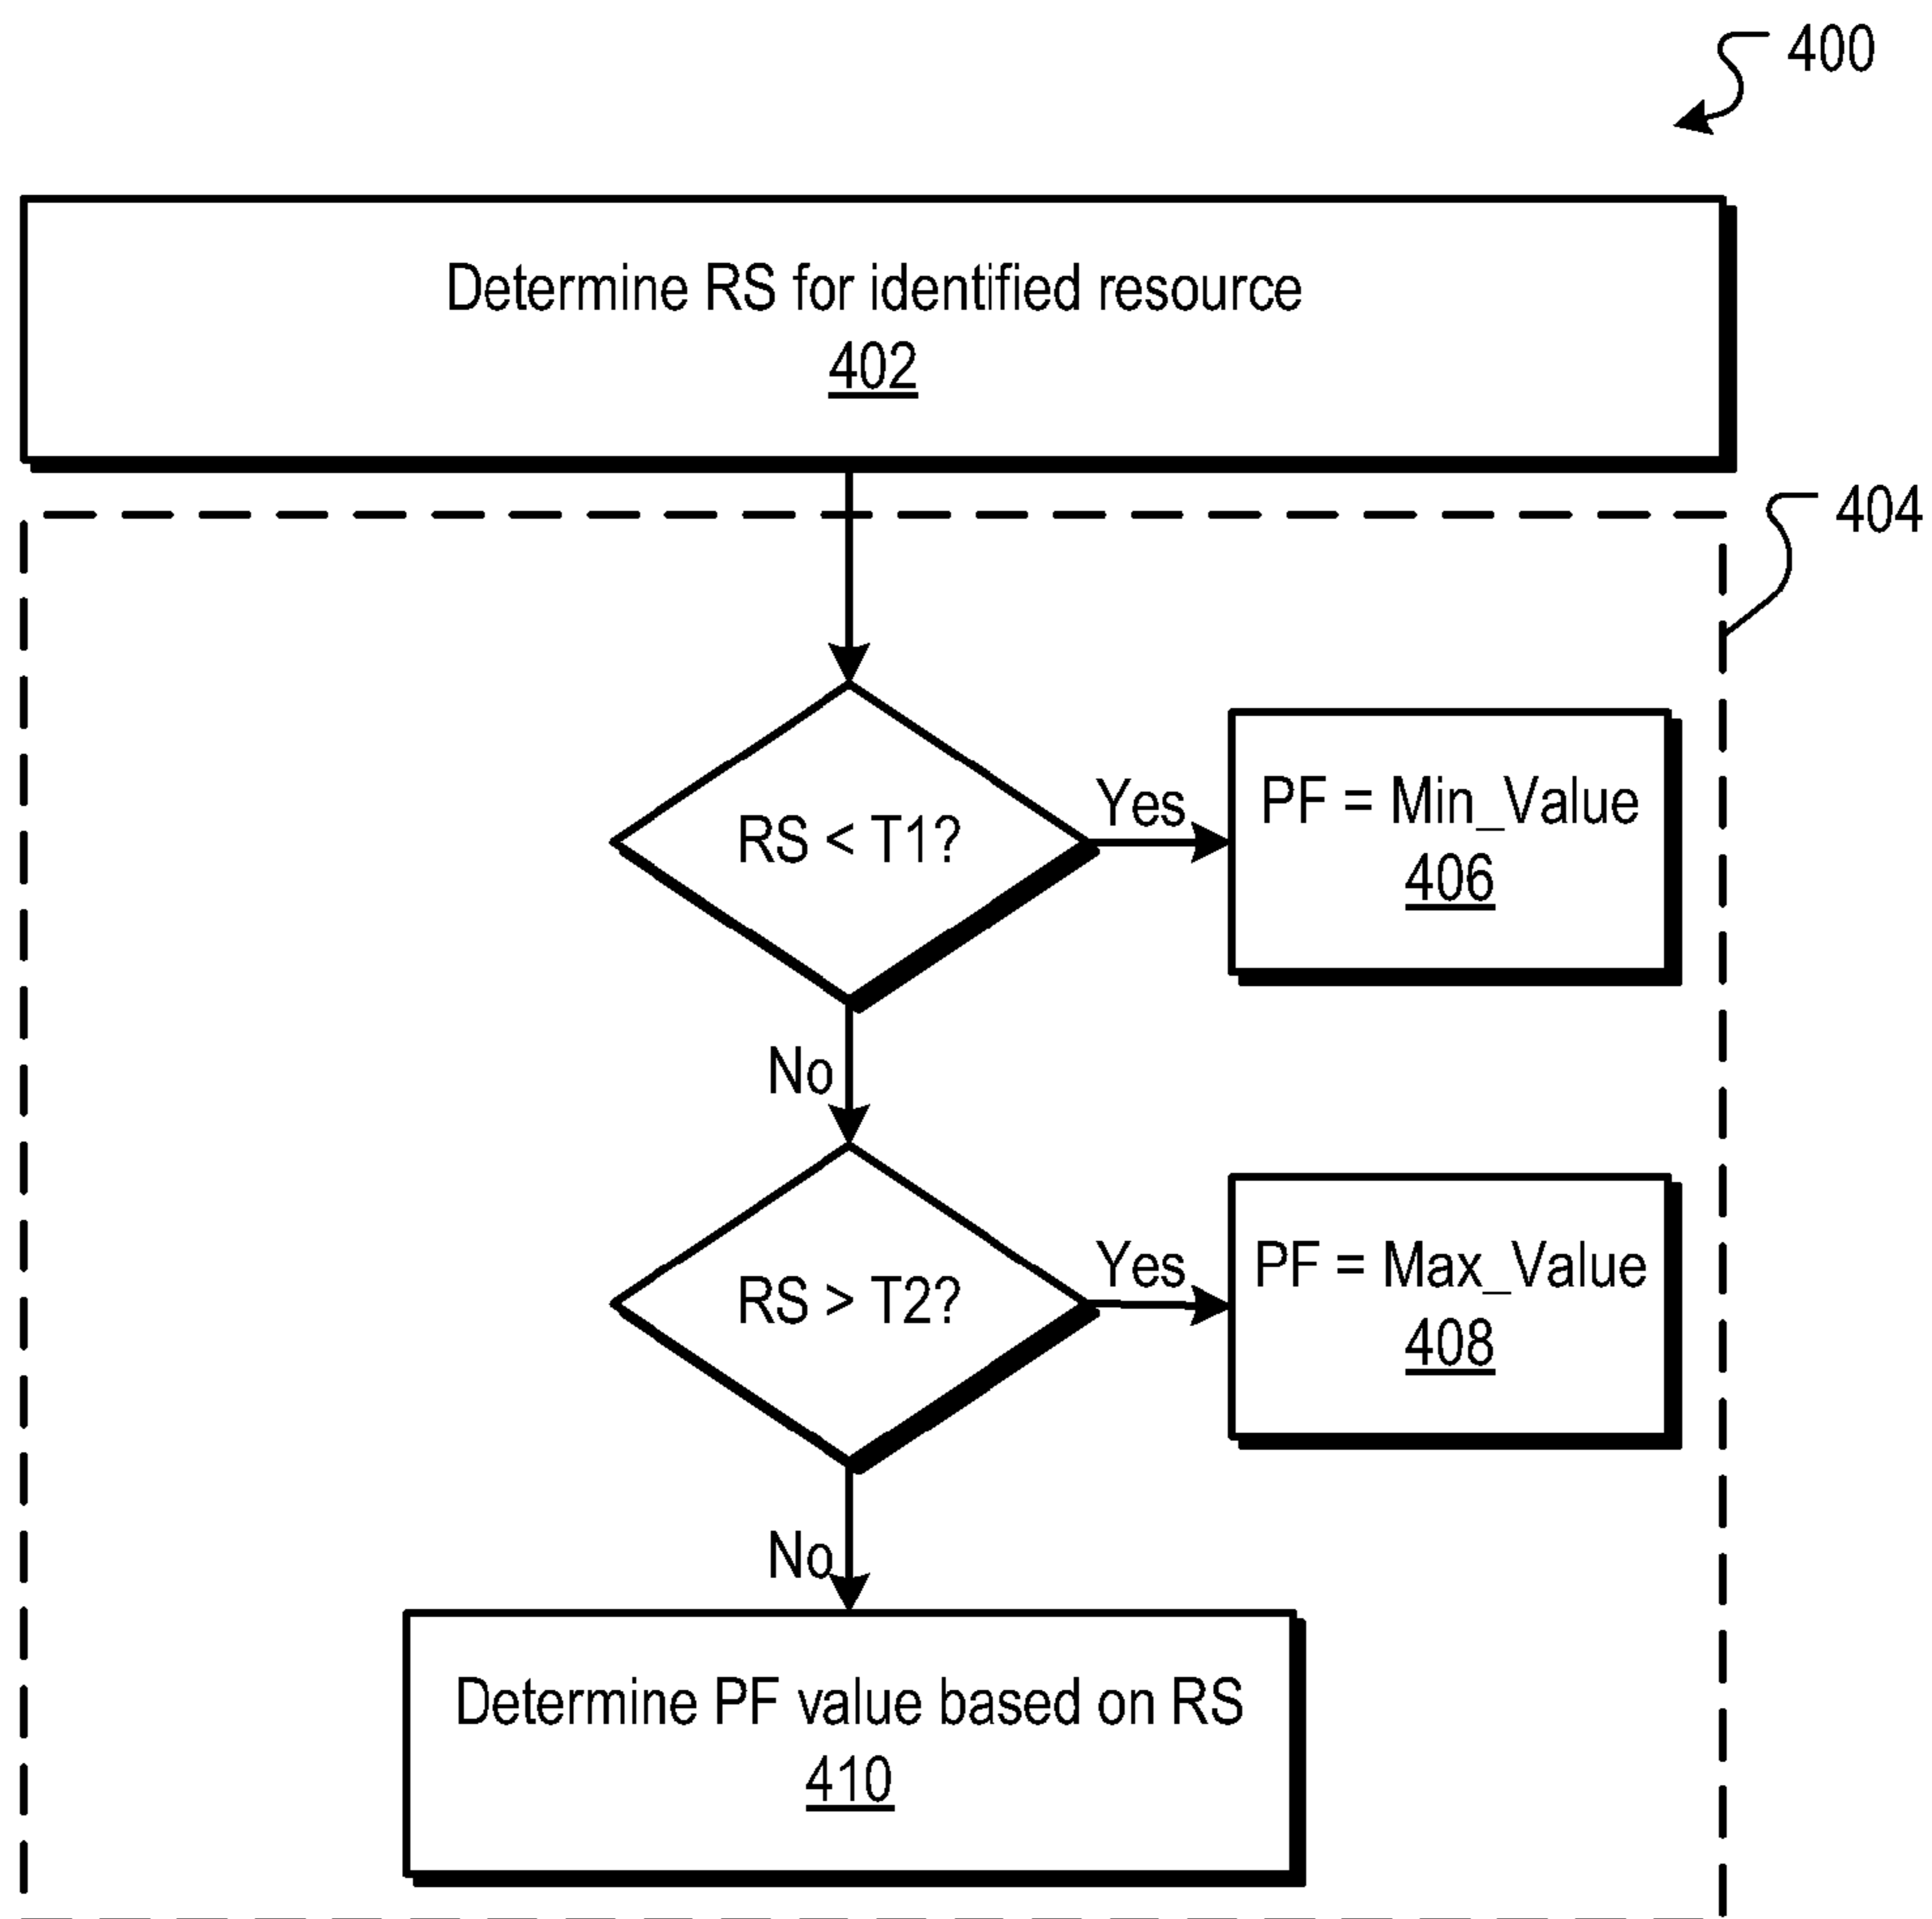 400
Determine RS for identified resource
402
404
RS < T1?
Yes
PF = Min_Value
406
No
RS > T2?
Yes
PF = Max_Value
408
No
Determine PF value based on RS
410